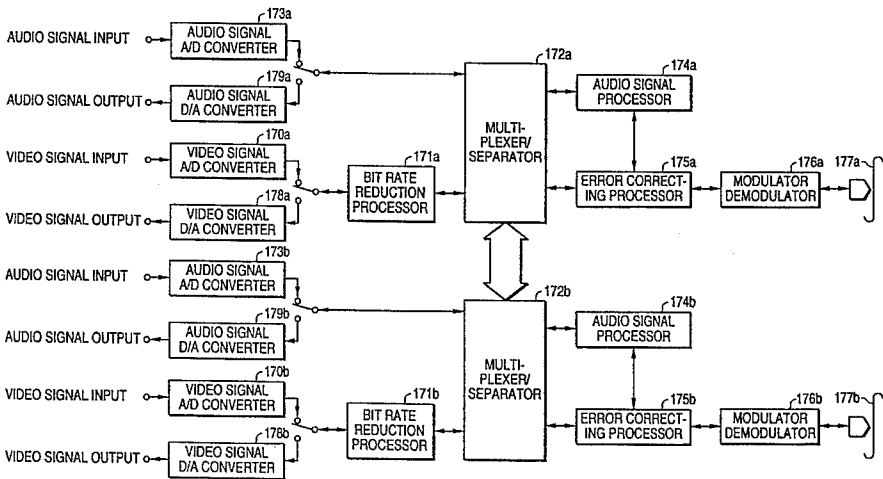 AUDIO SIGNAL INPUT
173a
AUDIO SIGNAL
A/D CONVERTER
AUDIO SIGNAL OUTPUT
179a
AUDIO SIGNAL
D/A CONVERTER
VIDEO SIGNAL INPUT
170a
VIDEO SIGNAL
A/D CONVERTER
VIDEO SIGNAL OUTPUT
178a
VIDEO SIGNAL
D/A CONVERTER
171a
BIT RATE
REDUCTION
PROCESSOR
172a
MULTI-
PLEXER/
SEPARATOR
174a
AUDIO SIGNAL
PROCESSOR
175a
ERROR CORRECT-
ING PROCESSOR
176a
MODULATOR
DEMODULATOR
177a
AUDIO SIGNAL INPUT
173b
AUDIO SIGNAL
A/D CONVERTER
AUDIO SIGNAL OUTPUT
179b
AUDIO SIGNAL
D/A CONVERTER
VIDEO SIGNAL INPUT
170b
VIDEO SIGNAL
A/D CONVERTER
VIDEO SIGNAL OUTPUT
178b
VIDEO SIGNAL
D/A CONVERTER
171b
BIT RATE
REDUCTION
PROCESSOR
172b
MULTI-
PLEXER/
SEPARATOR
174b
AUDIO SIGNAL
PROCESSOR
175b
ERROR CORRECT-
ING PROCESSOR
176b
MODULATOR
DEMODULATOR
177b